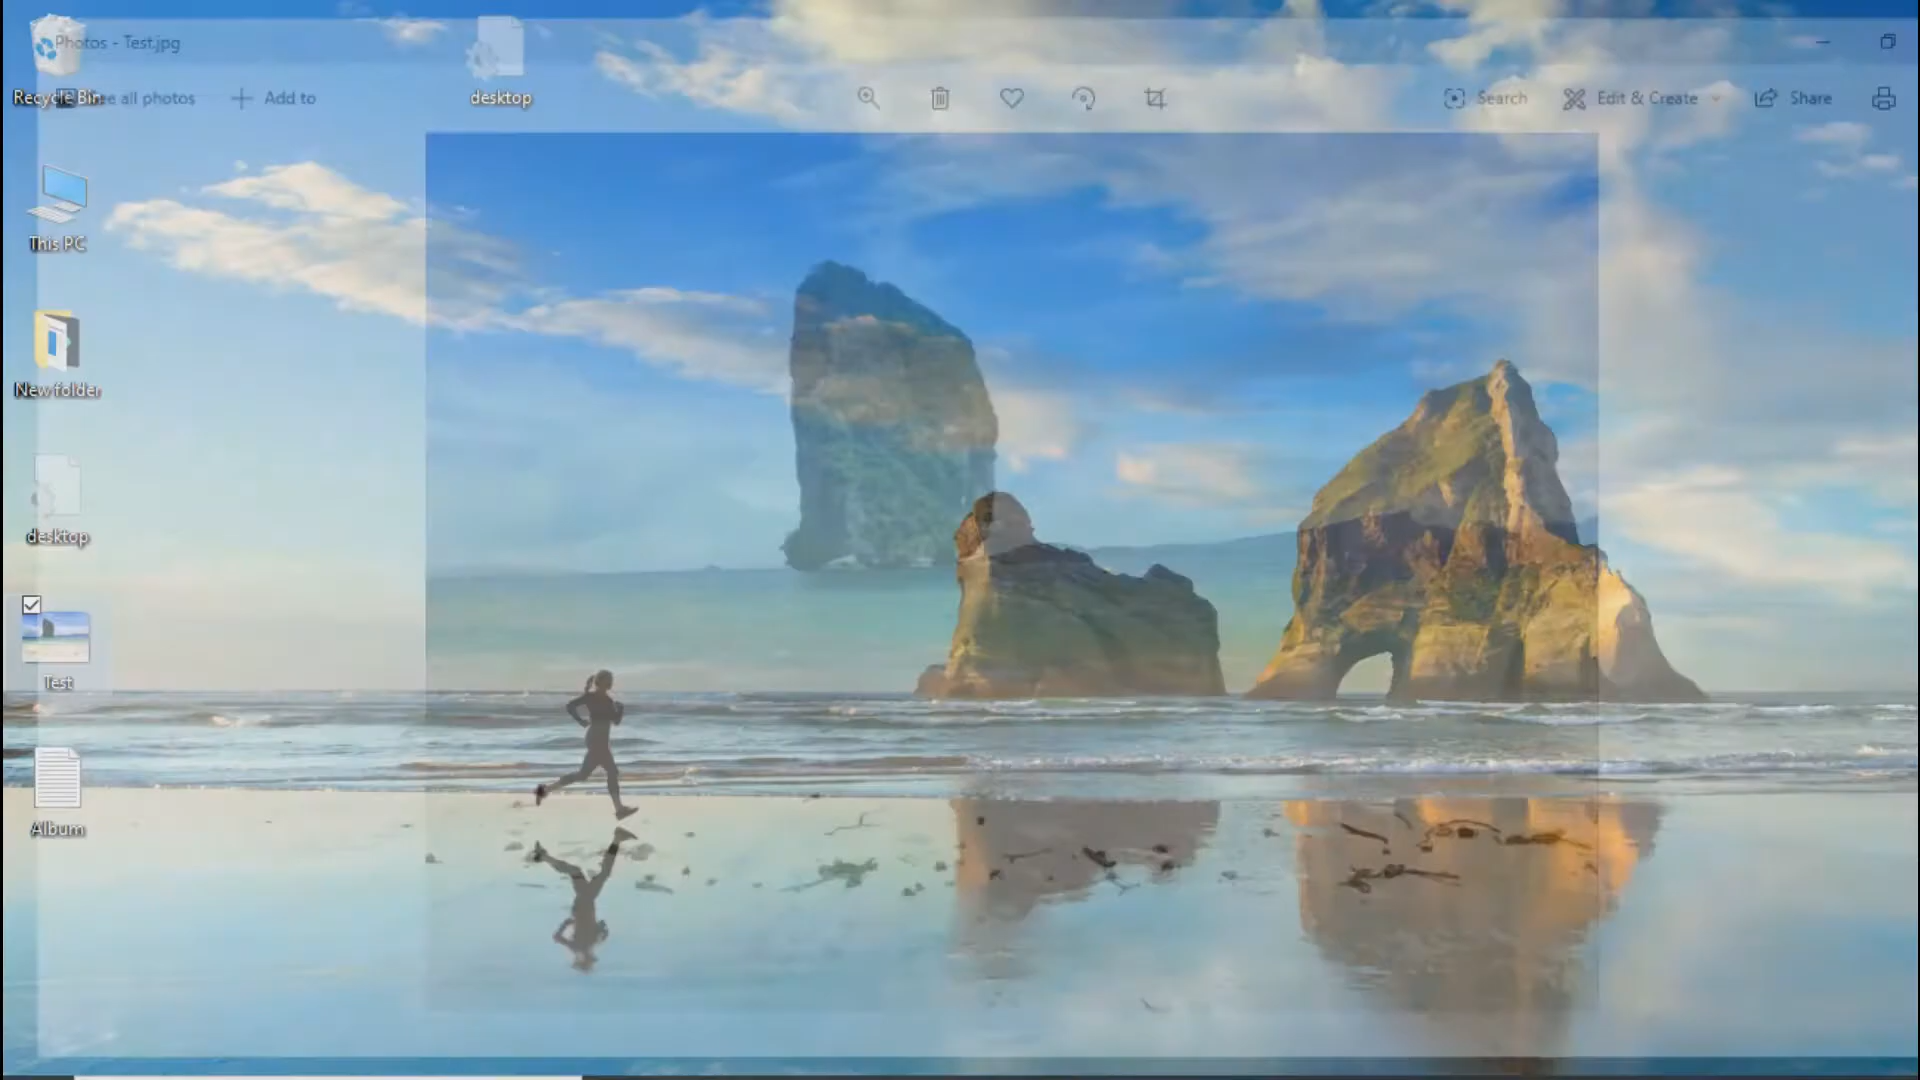 Photos - Test.jpg
See all photos
Add to
Search
Edit & Create
Share
Recycle Bin
desktop
This PC
New folder
desktop
Test
Album